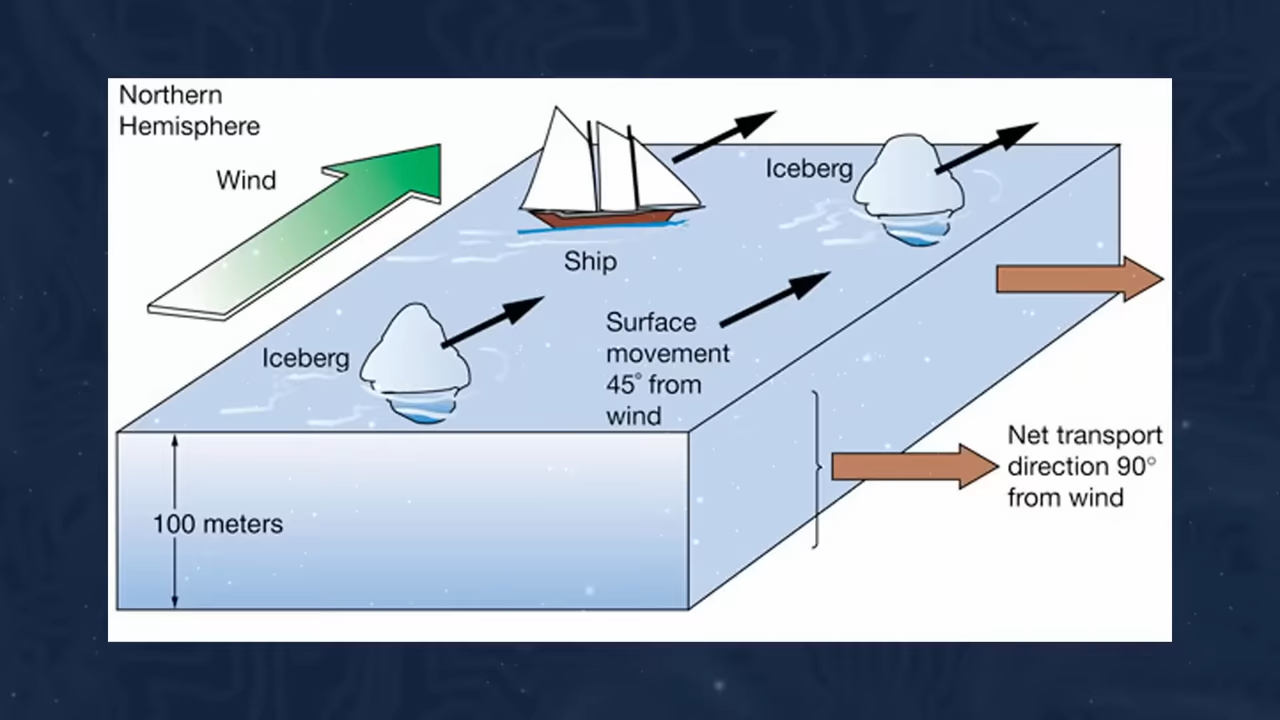 Northern
Hemisphere
Wind
Iceberg
Ship
Iceberg
Surface
movement
45° from
wind
Net transport
direction 90°
from wind
100 meters